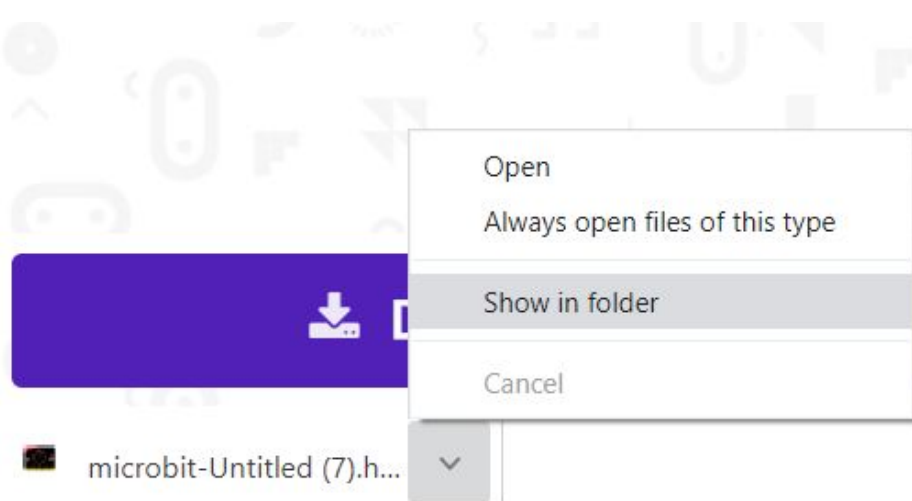 Open
Always open files of this type
Show in folder
Cancel
microbit-Untitled (7).h...